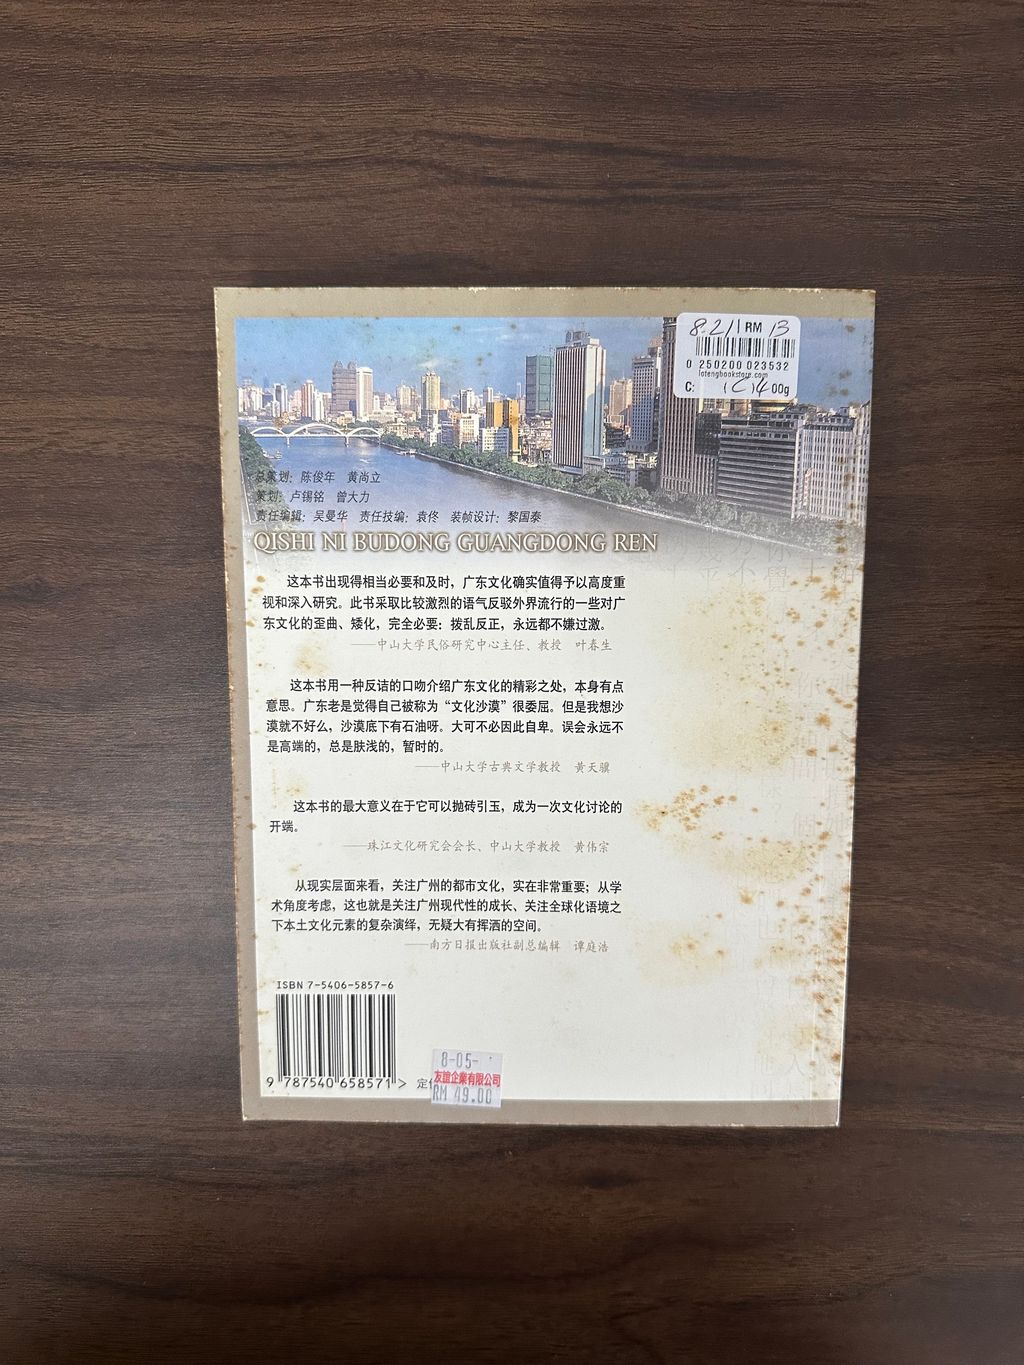 8.21 RM 13
0 250200 023532
lotengbookstore.com
C: (C)4 00g
总策划：陈俊年 黄尚立
策划：卢锡铭 曾大力
责任编辑：吴曼华 责任技编：袁佟 装帧设计：黎国泰
QISHI NI BUDONG GUANGDONG REN
这本书出现得相当必要和及时，广东文化确实值得予以高度重
视和深入研究。此书采取比较激烈的语气反驳外界流行的一些对广
东文化的歪曲、矮化，完全必要：拨乱反正，永远都不嫌过激。
——中山大学民俗研究中心主任、教授 叶春生
这本书用一种反诘的口吻介绍广东文化的精彩之处，本身有点
意思。广东老是觉得自己被称为“文化沙漠”很委屈。但是我想沙
漠就不好么，沙漠底下有石油呀。大可不必因此自卑。误会永远不
是高端的，总是肤浅的，暂时的。
——中山大学古典文学教授 黄天骥
这本书的最大意义在于它可以抛砖引玉，成为一次文化讨论的
开端。
——珠江文化研究会会长、中山大学教授 黄伟宗
从现实层面来看，关注广州的都市文化，实在非常重要；从学
术角度考虑，这也就是关注广州现代性的成长、关注全球化语境之
下本土文化元素的复杂演绎，无疑大有挥洒的空间。
——南方日报出版社副总编辑 谭庭浩
ISBN 7-5406-5857-6
9 787540 658571 >
定
8-05-
友誼企業有限公司
RM 49.00